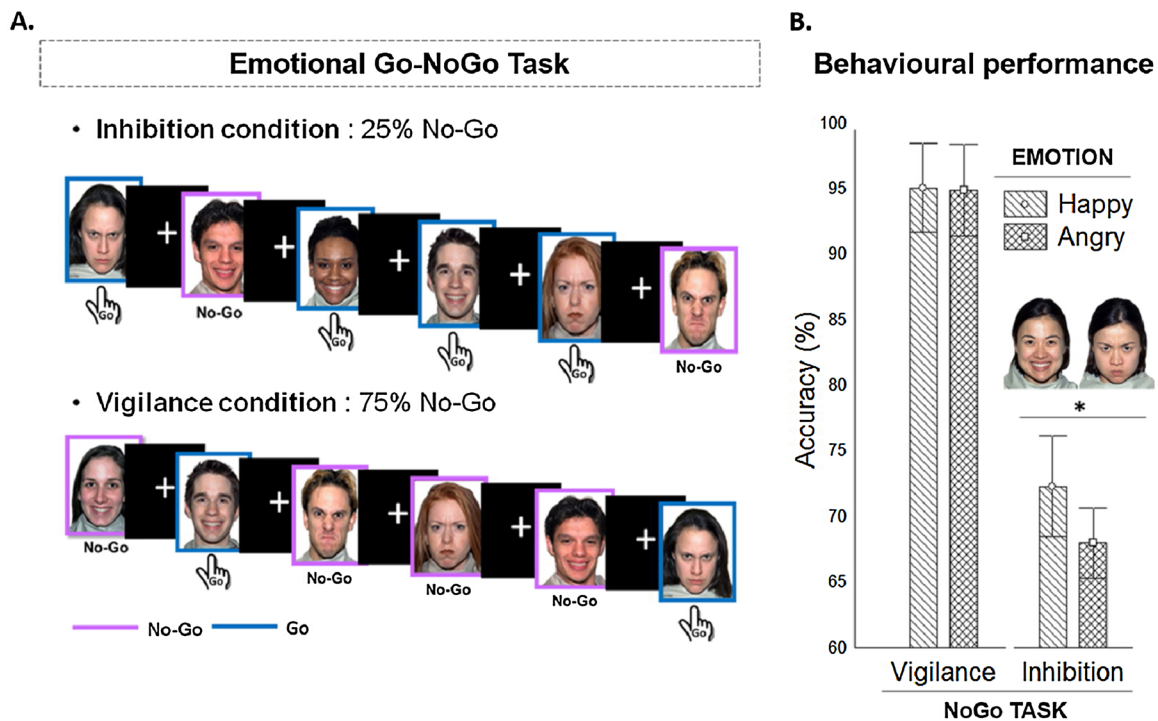 A.
Emotional Go-NoGo Task
• Inhibition condition : 25% No-Go
Go
No-Go
Go
Go
Go
No-Go
• Vigilance condition : 75% No-Go
No-Go
Go
No-Go
No-Go
No-Go
Go
No-Go
Go
B.
Behavioural performance
Accuracy (%)
100
95
90
85
80
75
70
65
60
EMOTION
Happy
Angry
*
Vigilance
Inhibition
NoGo TASK